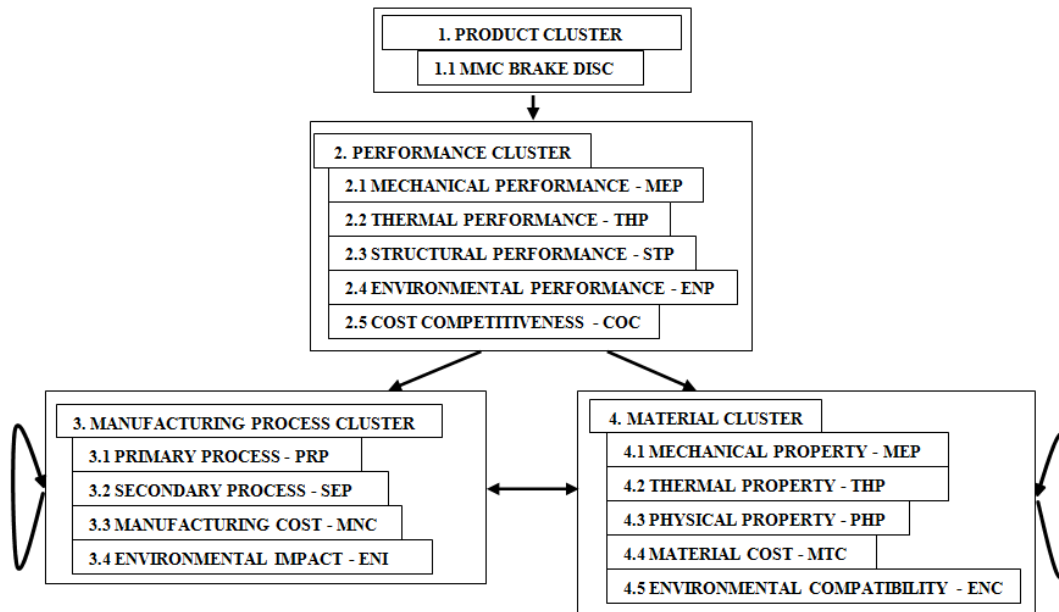 1. PRODUCT CLUSTER
1.1 MMC BRAKE DISC
2. PERFORMANCE CLUSTER
2.1 MECHANICAL PERFORMANCE - MEP
2.2 THERMAL PERFORMANCE - THP
2.3 STRUCTURAL PERFORMANCE - STP
2.4 ENVIRONMENTAL PERFORMANCE - ENP
2.5 COST COMPETITIVENESS - COC
3. MANUFACTURING PROCESS CLUSTER
3.1 PRIMARY PROCESS - PRP
3.2 SECONDARY PROCESS - SEP
3.3 MANUFACTURING COST - MNC
3.4 ENVIRONMENTAL IMPACT - ENI
4. MATERIAL CLUSTER
4.1 MECHANICAL PROPERTY - MEP
4.2 THERMAL PROPERTY - THP
4.3 PHYSICAL PROPERTY - PHP
4.4 MATERIAL COST - MTC
4.5 ENVIRONMENTAL COMPATIBILITY - ENC